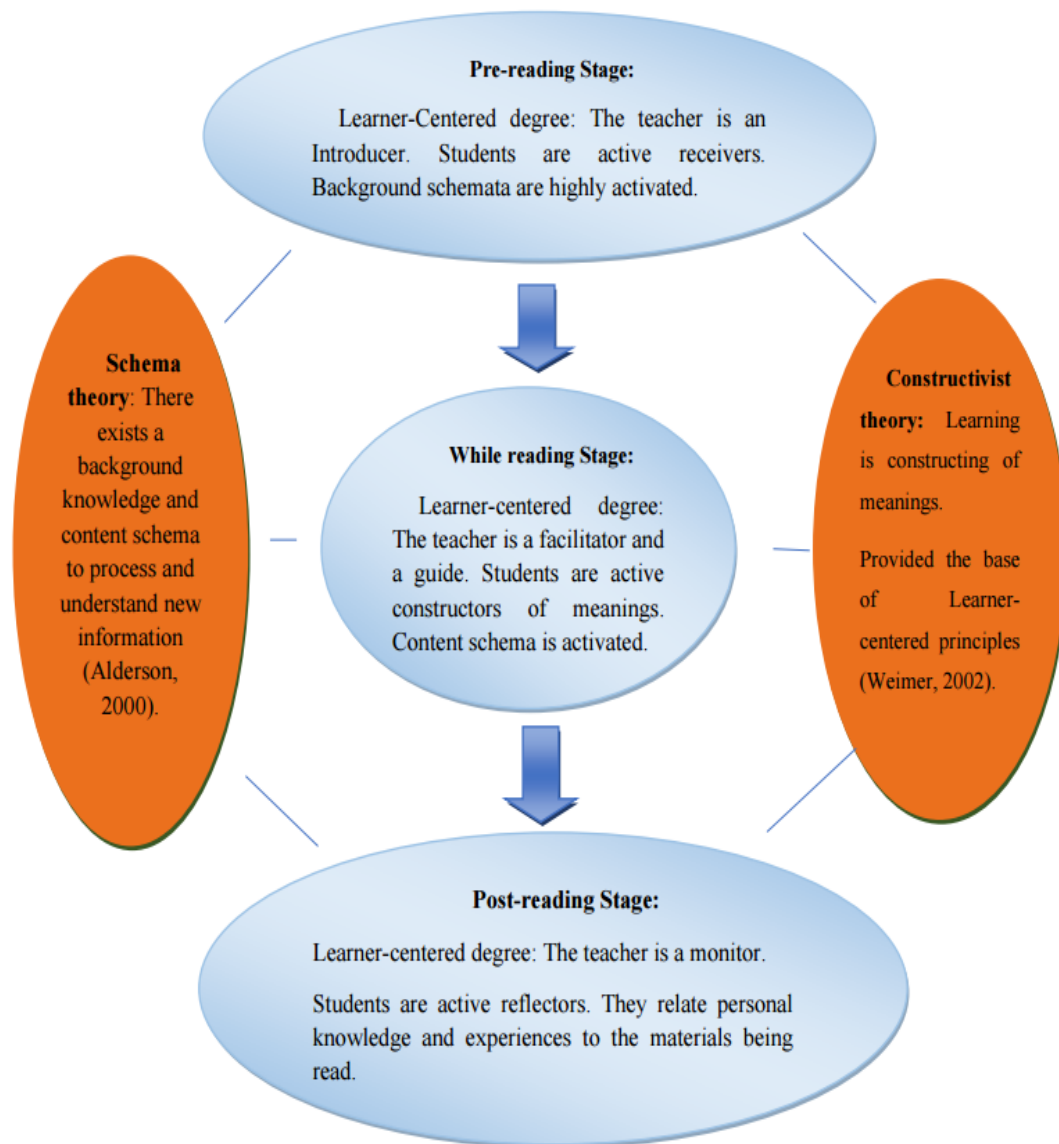 Pre-reading Stage:
Learner-Centered degree: The teacher is an
Introducer. Students are active receivers.
Background schemata are highly activated.
Schema
theory: There
exists a
background
knowledge and
content schema
to process and
understand new
information
(Alderson,
2000).
While reading Stage:
Learner-centered degree:
The teacher is a facilitator and
a guide. Students are active
constructors of meanings.
Content schema is activated.
Constructivist
theory: Learning
is constructing of
meanings.
Provided the base
of Learner-
centered principles
(Weimer, 2002).
Post-reading Stage:
Learner-centered degree: The teacher is a monitor.
Students are active reflectors. They relate personal
knowledge and experiences to the materials being
read.